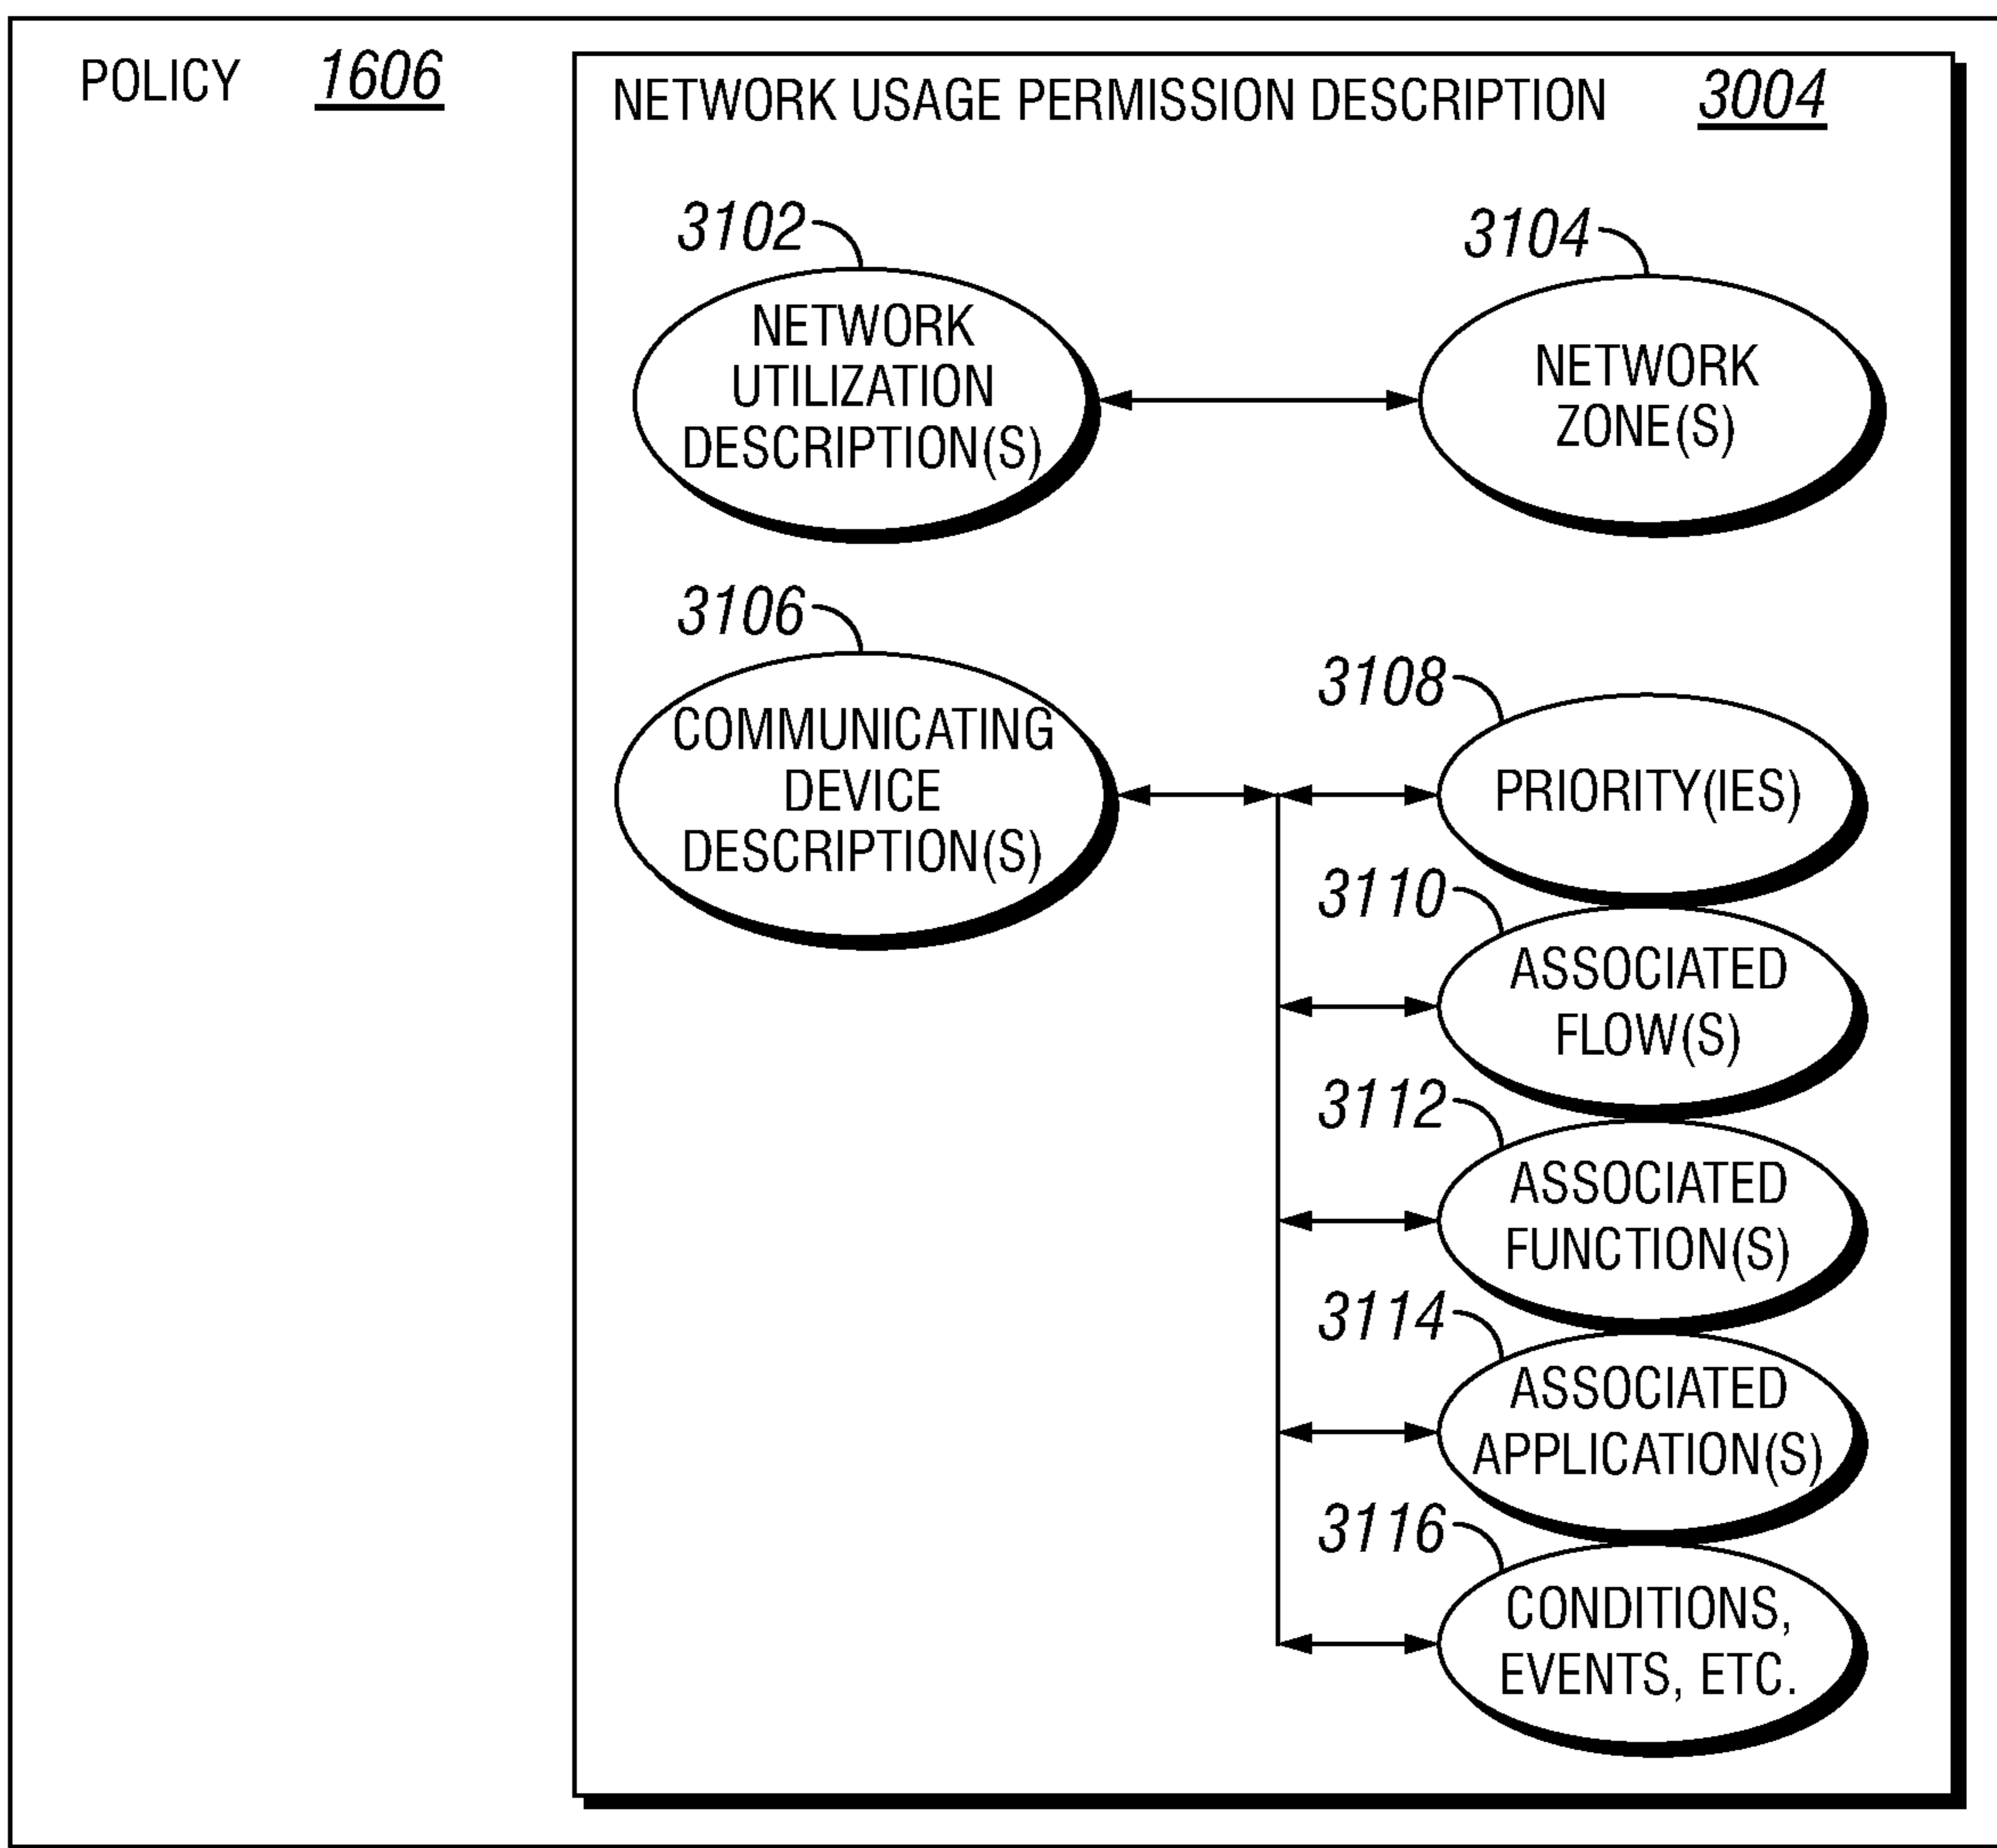 POLICY 1606
NETWORK USAGE PERMISSION DESCRIPTION 3004
3102
NETWORK
UTILIZATION
DESCRIPTION(S)
3104
NETWORK
ZONE(S)
3106
COMMUNICATING
DEVICE
DESCRIPTION(S)
3108
PRIORITY(IES)
3110
ASSOCIATED
FLOW(S)
3112
ASSOCIATED
FUNCTION(S)
3114
ASSOCIATED
APPLICATION(S)
3116
CONDITIONS,
EVENTS, ETC.